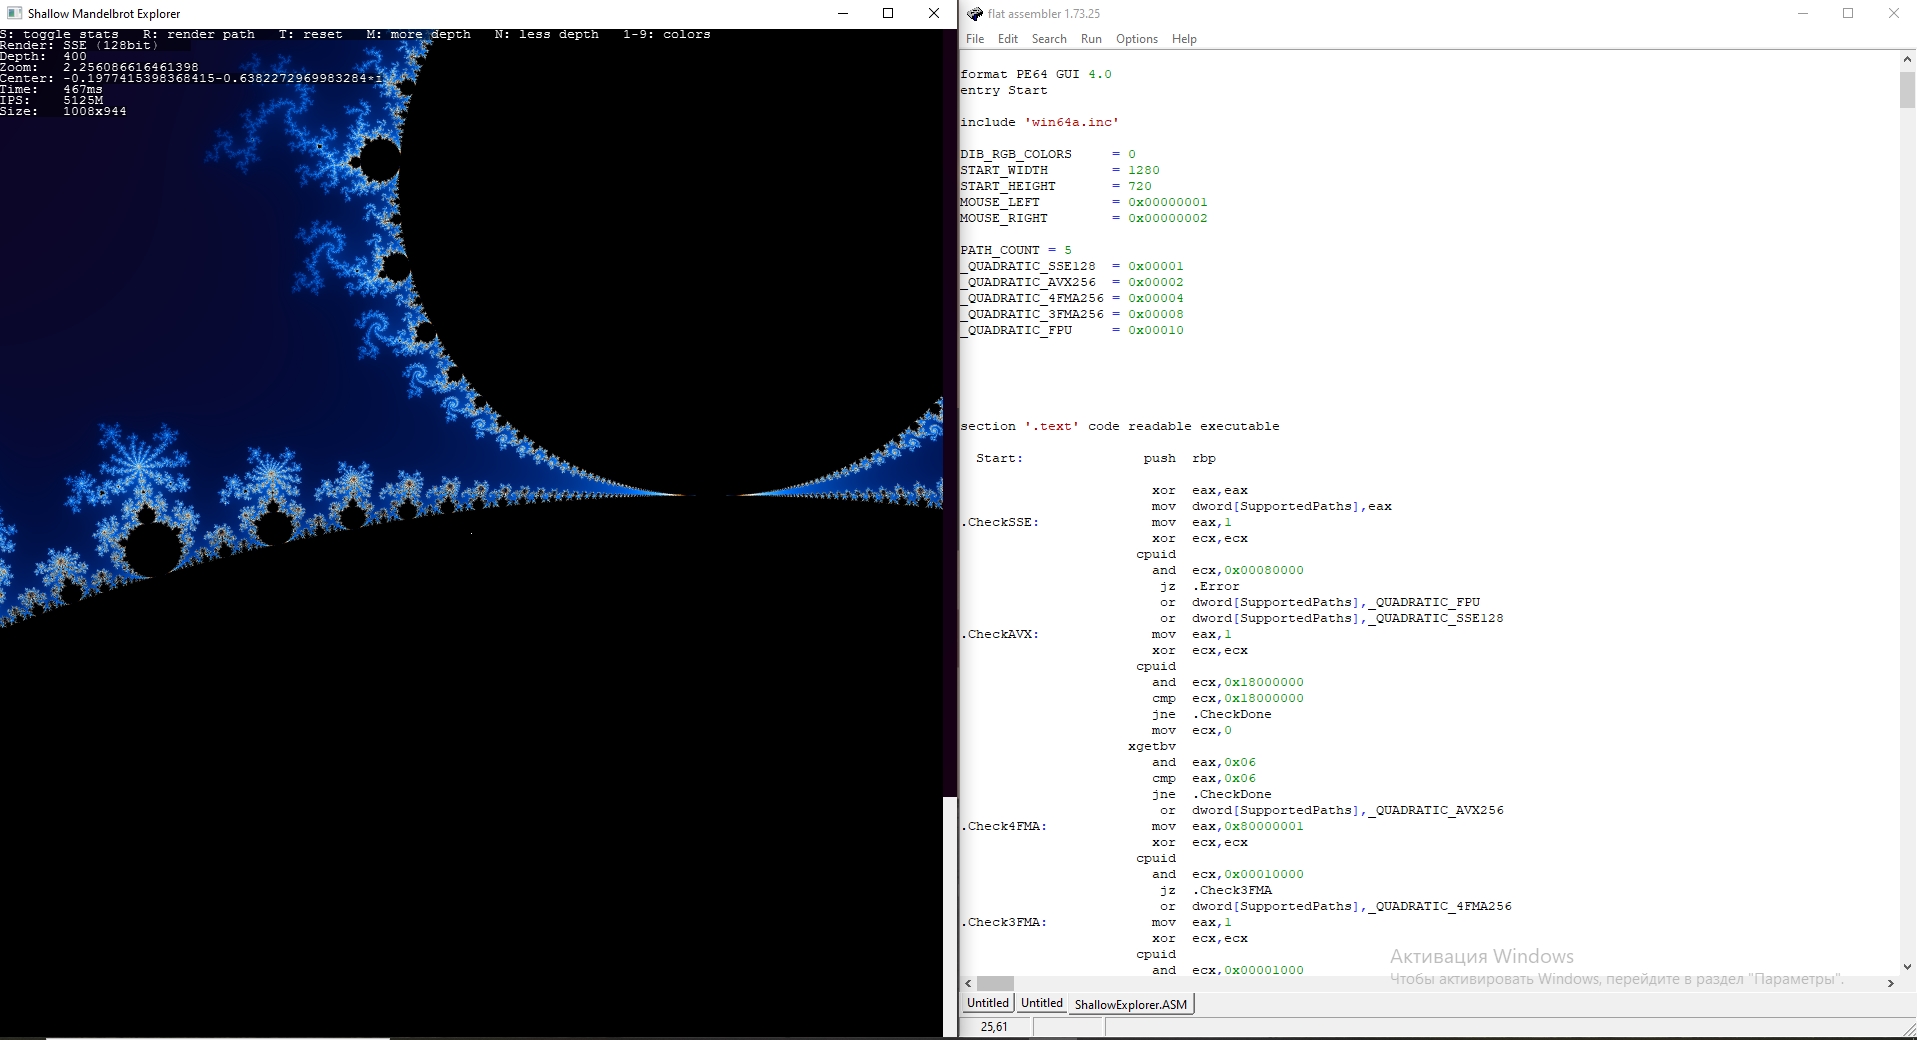 Shallow Mandelbrot Explorer
S: toggle stats   R: render path   T: reset   M: more depth   N: less depth   1-9: colors
Render: SSE (128bit)
Depth:  400
Zoom:   2.256086616461398
Center: -0.1977415398368415-0.6382272969983284*i
Time:   467ms
IPS:    5125M
Size:   1008x944
flat assembler 1.73.25
File Edit Search Run Options Help
format PE64 GUI 4.0
entry Start
include 'win64a.inc'
DIB_RGB_COLORS     = 0
START_WIDTH        = 1280
START_HEIGHT       = 720
MOUSE_LEFT         = 0x00000001
MOUSE_RIGHT        = 0x00000002
PATH_COUNT = 5
_QUADRATIC_SSE128  = 0x00001
_QUADRATIC_AVX256  = 0x00002
_QUADRATIC_4FMA256 = 0x00004
_QUADRATIC_3FMA256 = 0x00008
_QUADRATIC_FPU     = 0x00010
section '.text' code readable executable
Start:               push  rbp
xor  eax,eax
mov  dword[SupportedPaths],eax
.CheckSSE:              mov  eax,1
xor  ecx,ecx
cpuid
and  ecx,0x00080000
jz  .Error
or  dword[SupportedPaths],_QUADRATIC_FPU
or  dword[SupportedPaths],_QUADRATIC_SSE128
.CheckAVX:              mov  eax,1
xor  ecx,ecx
cpuid
and  ecx,0x18000000
cmp  ecx,0x18000000
jne  .CheckDone
mov  ecx,0
xgetbv
and  eax,0x06
cmp  eax,0x06
jne  .CheckDone
or  dword[SupportedPaths],_QUADRATIC_AVX256
.Check4FMA:             mov  eax,0x80000001
xor  ecx,ecx
cpuid
and  ecx,0x00010000
jz  .Check3FMA
or  dword[SupportedPaths],_QUADRATIC_4FMA256
.Check3FMA:             mov  eax,1
xor  ecx,ecx
cpuid
and  ecx,0x00001000
Активация Windows
Чтобы активировать Windows, перейдите в раздел "Параметры".
Untitled Untitled ShallowExplorer.ASM
25,61